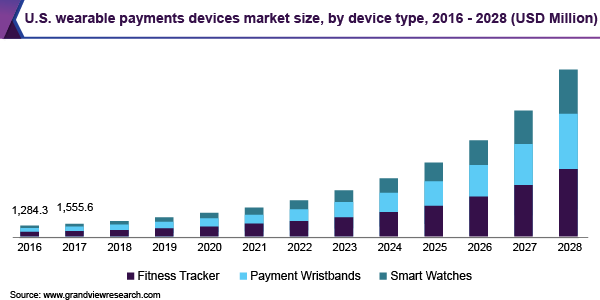 U.S. wearable payments devices market size, by device type, 2016 - 2028 (USD Million)
1,284.3 1,555.6
2016 2017 2018 2019 2020 2021 2022 2023 2024 2025 2026 2027 2028
Fitness Tracker Payment Wristbands Smart Watches
Source: www.grandviewresearch.com